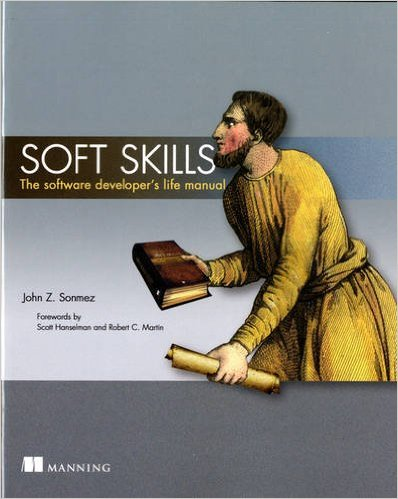 SOFT SKILLS
The software developer's life manual
John Z. Sonmez
Forewords by
Scott Hanselman and Robert C. Martin
MANNING